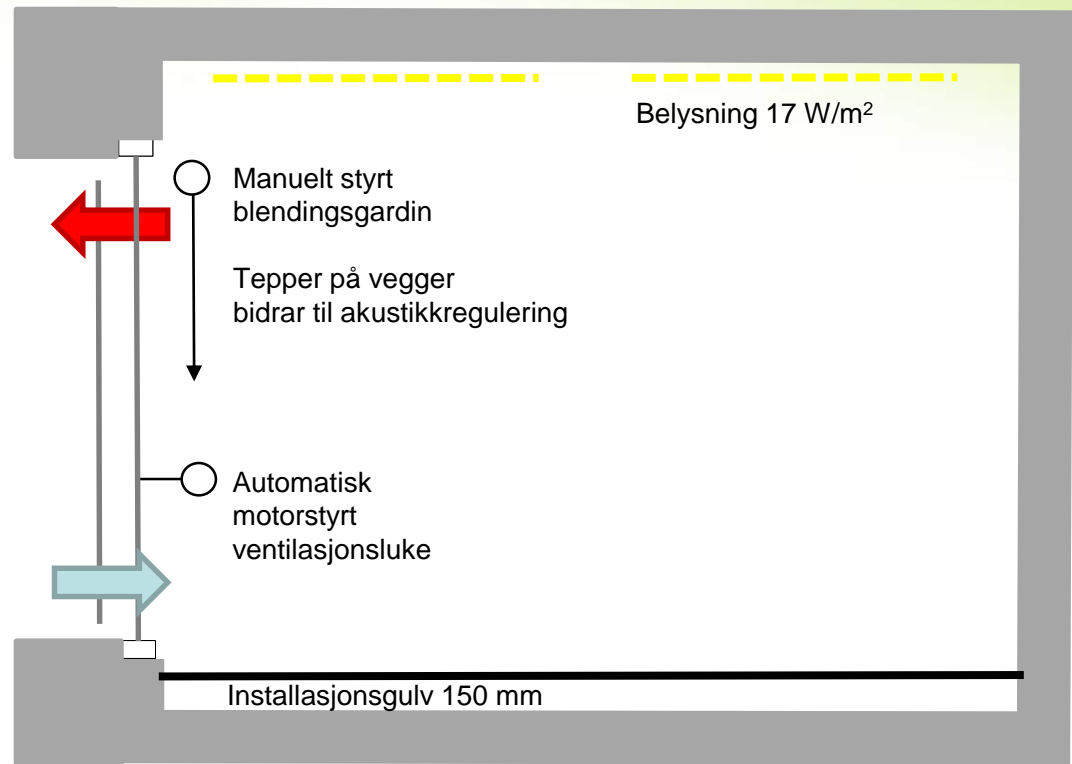 Belysning 17 W/m²
Manuelt styrt
blendingsgardin
Tepper på vegger
bidrar til akustikkregulering
Automatisk
motorstyrt
ventilasjonsluke
Installasjonsgulv 150 mm